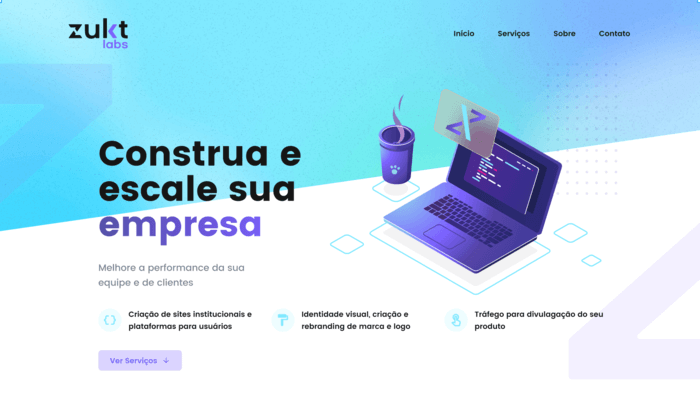 zukt
labs
Início
Serviços
Sobre
Contato
Construa e
escale sua
empresa
Melhore a performance da sua
equipe e de clientes
Criação de sites institucionais e
plataformas para usuários
Identidade visual, criação e
rebranding de marca e logo
Tráfego para divulagação do seu
produto
Ver Serviços